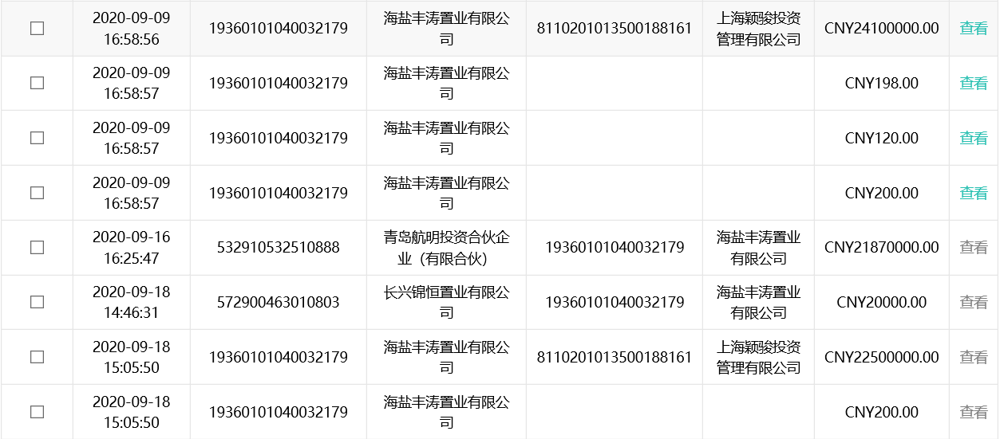 2020-09-09
16:58:56
19360101040032179
海盐丰涛置业有限公
司
8110201013500188161
上海颖骏投资
管理有限公司
CNY24100000.00
查看
2020-09-09
16:58:57
19360101040032179
海盐丰涛置业有限公
司
CNY198.00
查看
2020-09-09
16:58:57
19360101040032179
海盐丰涛置业有限公
司
CNY120.00
查看
2020-09-09
16:58:57
19360101040032179
海盐丰涛置业有限公
司
CNY200.00
查看
2020-09-16
16:25:47
532910532510888
青岛航明投资合伙企
业（有限合伙）
19360101040032179
海盐丰涛置业
有限公司
CNY21870000.00
查看
2020-09-18
14:46:31
572900463010803
长兴锦恒置业有限公
司
19360101040032179
海盐丰涛置业
有限公司
CNY20000.00
查看
2020-09-18
15:05:50
19360101040032179
海盐丰涛置业有限公
司
8110201013500188161
上海颖骏投资
管理有限公司
CNY22500000.00
查看
2020-09-18
15:05:50
19360101040032179
海盐丰涛置业有限公
司
CNY200.00
查看